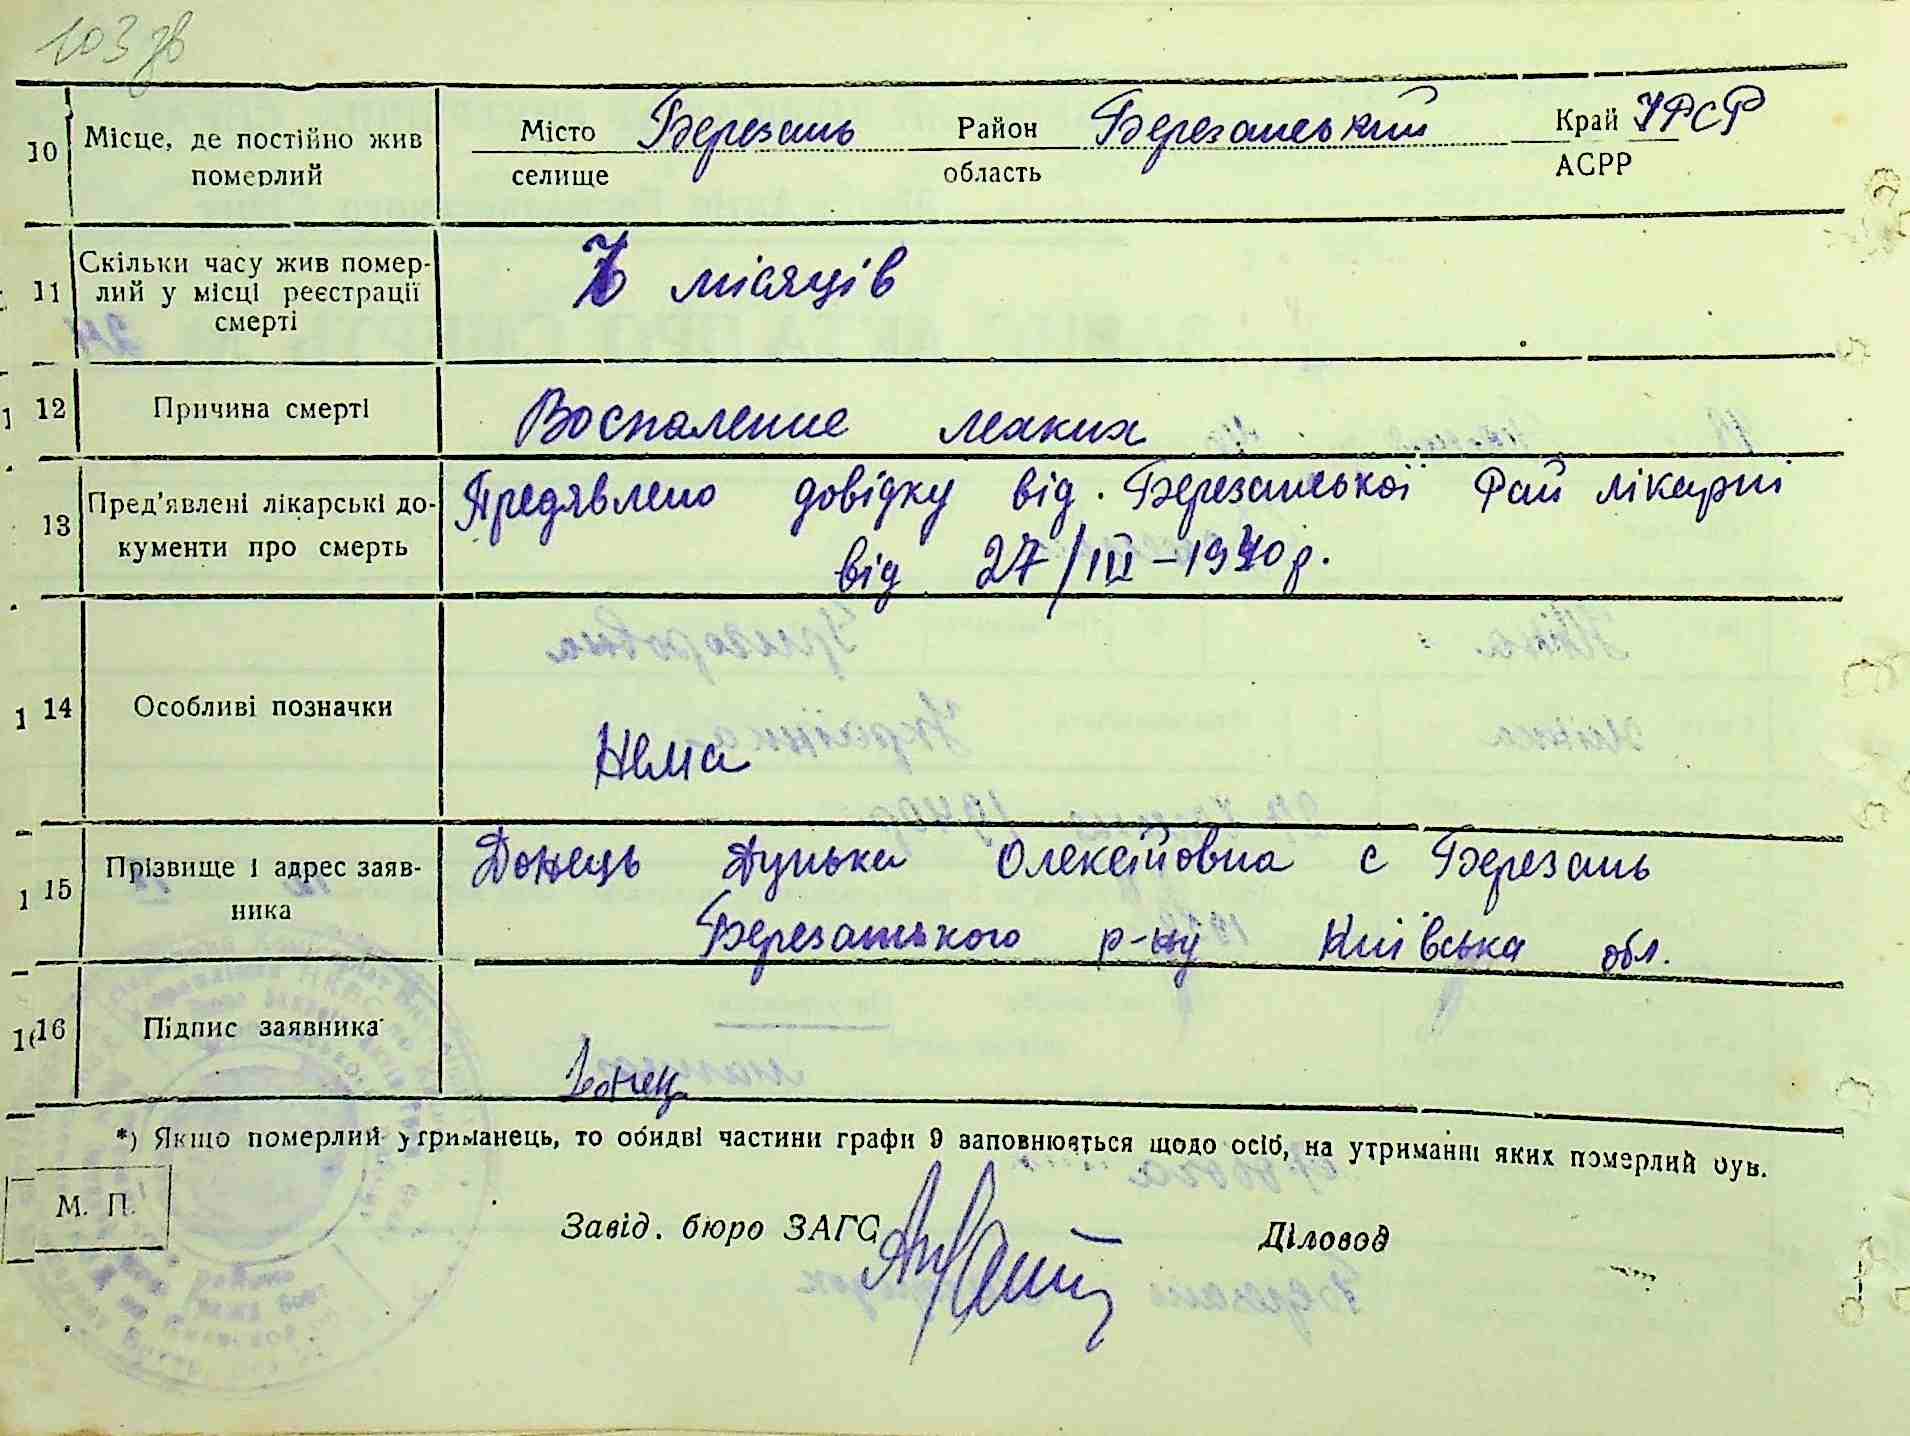 103 зв
10 Місце, де постійно жив померлий Місто селище Березань Район область Березанський Край АСРР УРСР
11 Скільки часу жив померлий у місці реєстрації смерті місяців
12 Причина смерті Воспаление легких
13 Пред'явлені лікарські документи про смерть Предявлено довідку від Березанської Рай лікарні
від 27/III–1940 р.
14 Особливі позначки Нема
15 Прізвище і адрес заявника Донець Дунька Олексійовна с Березань
Березанського р-ну Київська обл.
16 Підпис заявника Донец
*) Якщо померлий утриманець, то обидві частини графи 9 заповнюється щодо осіб, на утриманні яких померлий був.
М. П.
Завід. бюро ЗАГС Діловод